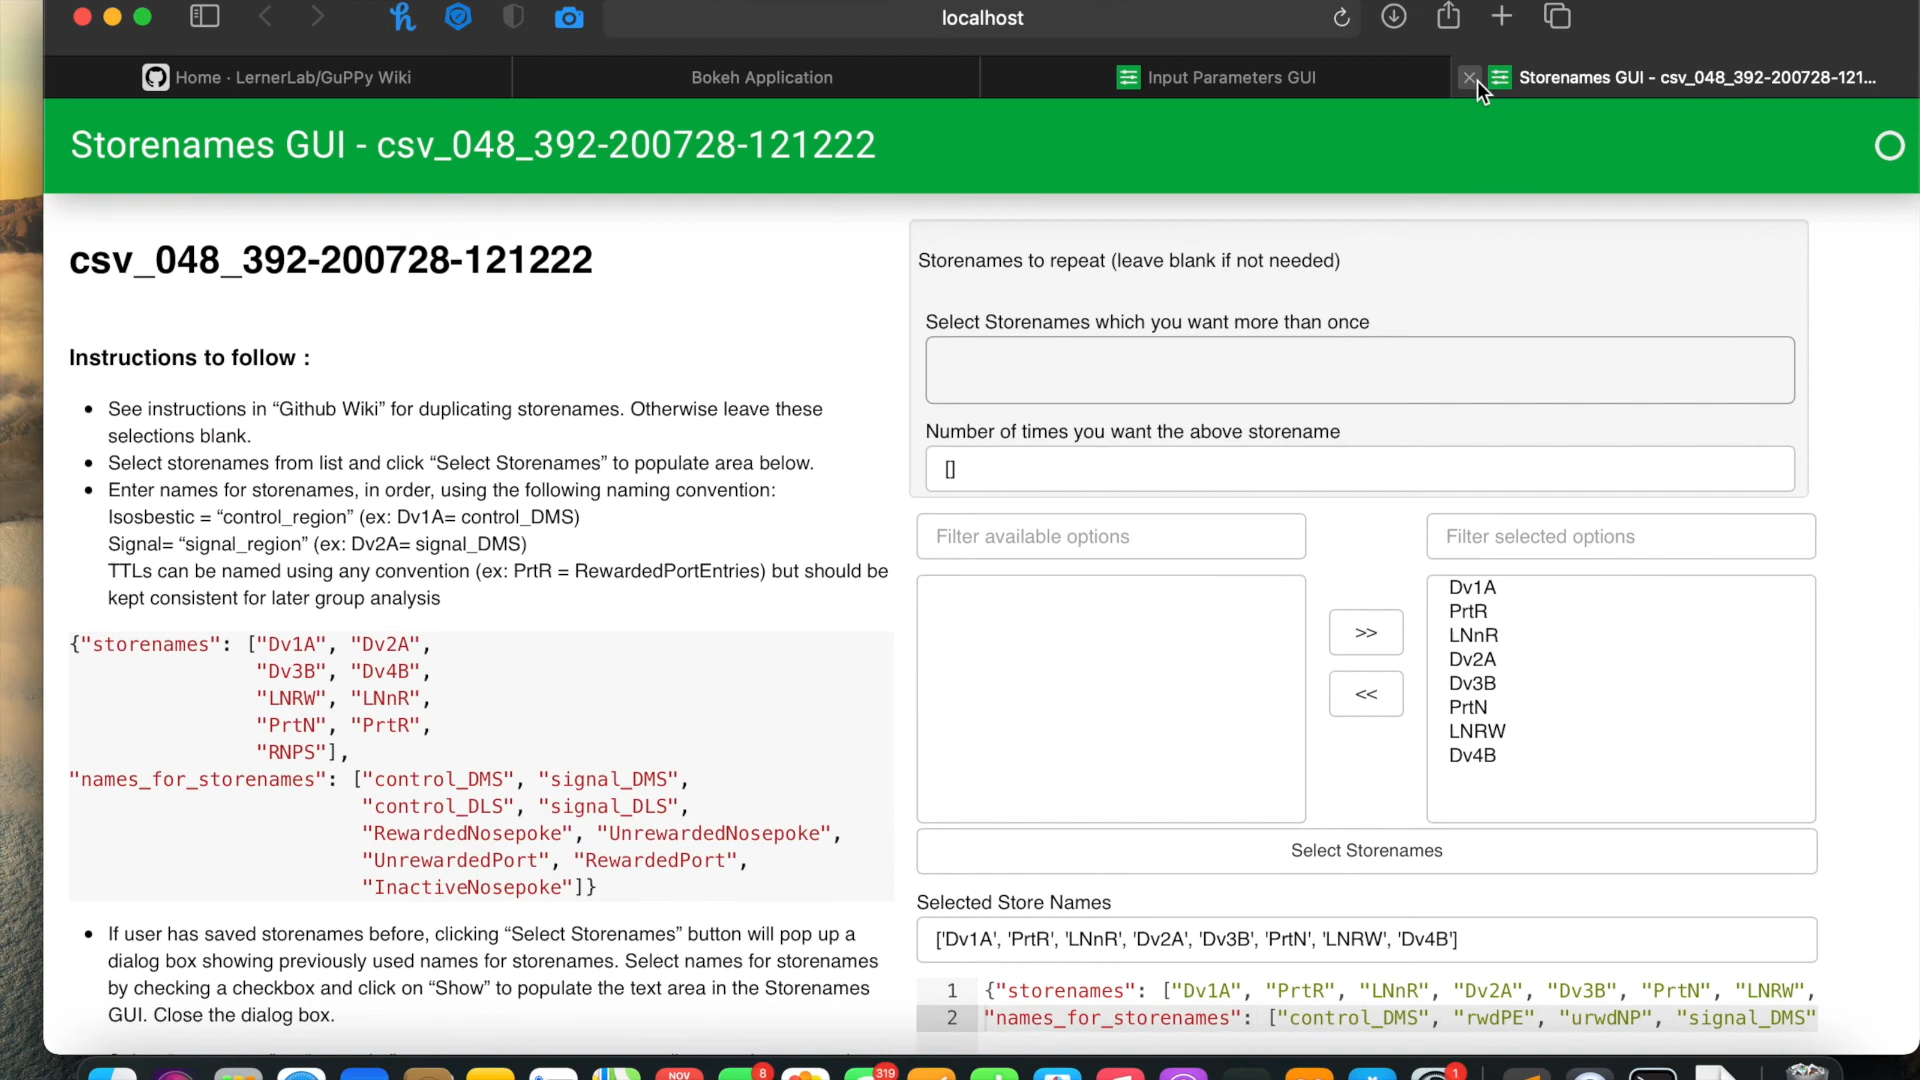 localhost
Home · LernerLab/GuPPy Wiki
Bokeh Application
Input Parameters GUI
Storenames GUI - csv_048_392-200728-121...
Storenames GUI - csv_048_392-200728-121222
csv_048_392-200728-121222
Instructions to follow :
See instructions in “Github Wiki” for duplicating storenames. Otherwise leave these
selections blank.
Select storenames from list and click “Select Storenames” to populate area below.
Enter names for storenames, in order, using the following naming convention:
Isosbestic = “control_region” (ex: Dv1A= control_DMS)
Signal= “signal_region” (ex: Dv2A= signal_DMS)
TTLs can be named using any convention (ex: PrtR = RewardedPortEntries) but should be
kept consistent for later group analysis
{"storenames": ["Dv1A", "Dv2A",
"Dv3B", "Dv4B",
"LNRW", "LNnR",
"PrtN", "PrtR",
"RNPS"],
"names_for_storenames": ["control_DMS", "signal_DMS",
"control_DLS", "signal_DLS",
"RewardedNosepoke", "UnrewardedNosepoke",
"UnrewardedPort", "RewardedPort",
"InactiveNosepoke"]}
If user has saved storenames before, clicking “Select Storenames” button will pop up a
dialog box showing previously used names for storenames. Select names for storenames
by checking a checkbox and click on “Show” to populate the text area in the Storenames
GUI. Close the dialog box.
Storenames to repeat (leave blank if not needed)
Select Storenames which you want more than once
Number of times you want the above storename
[]
Filter available options
Filter selected options
>>
<<
Dv1A
PrtR
LNnR
Dv2A
Dv3B
PrtN
LNRW
Dv4B
Select Storenames
Selected Store Names
['Dv1A', 'PrtR', 'LNnR', 'Dv2A', 'Dv3B', 'PrtN', 'LNRW', 'Dv4B']
1 {"storenames": ["Dv1A", "PrtR", "LNnR", "Dv2A", "Dv3B", "PrtN", "LNRW",
2 "names_for_storenames": ["control_DMS", "rwdPE", "urwdNP", "signal_DMS"
NOV
8
319
1